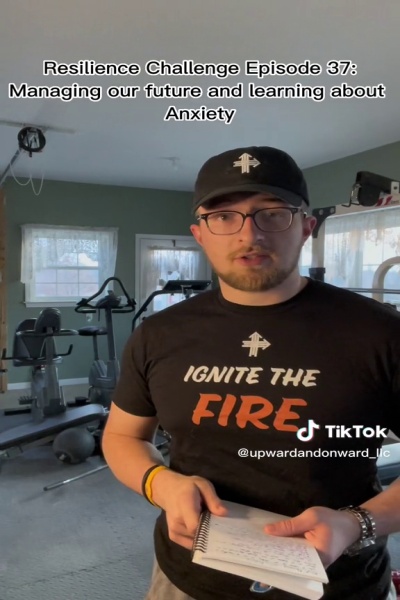 Resilience Challenge Episode 37:
Managing our future and learning about
Anxiety
IGNITE THE
FIRE
TikTok
@upwardandonward_llc